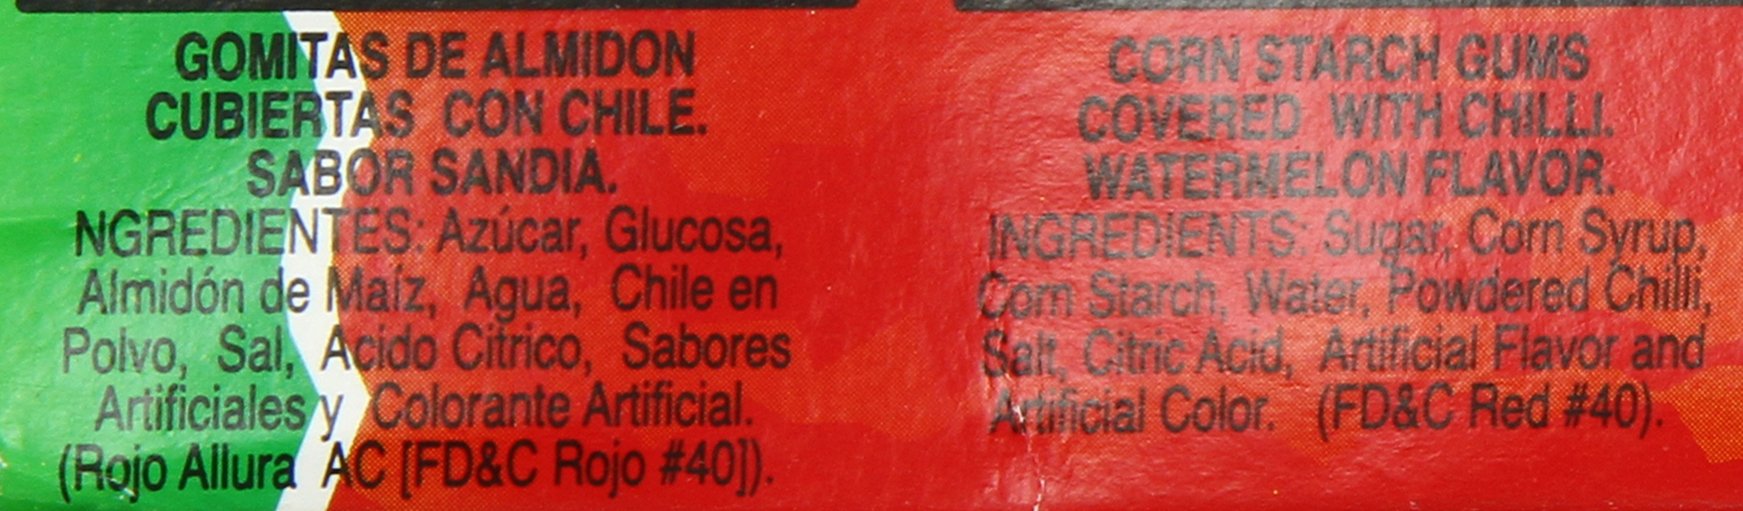 GOMITAS DE ALMIDON
CUBIERTAS CON CHILE.
SABOR SANDIA.
NGREDIENTES: Azúcar, Glucosa,
Almidón de Maíz, Agua, Chile en
Polvo, Sal, Acido Citrico, Sabores
Artificiales y Colorante Artificial.
(Rojo Allura AC [FD&C Rojo #40]).
CORN STARCH GUMS
COVERED WITH CHILLI.
WATERMELON FLAVOR.
INGREDIENTS: Sugar, Corn Syrup,
Corn Starch, Water, Powdered Chilli,
Salt, Citric Acid, Artificial Flavor and
Artificial Color. (FD&C Red #40).